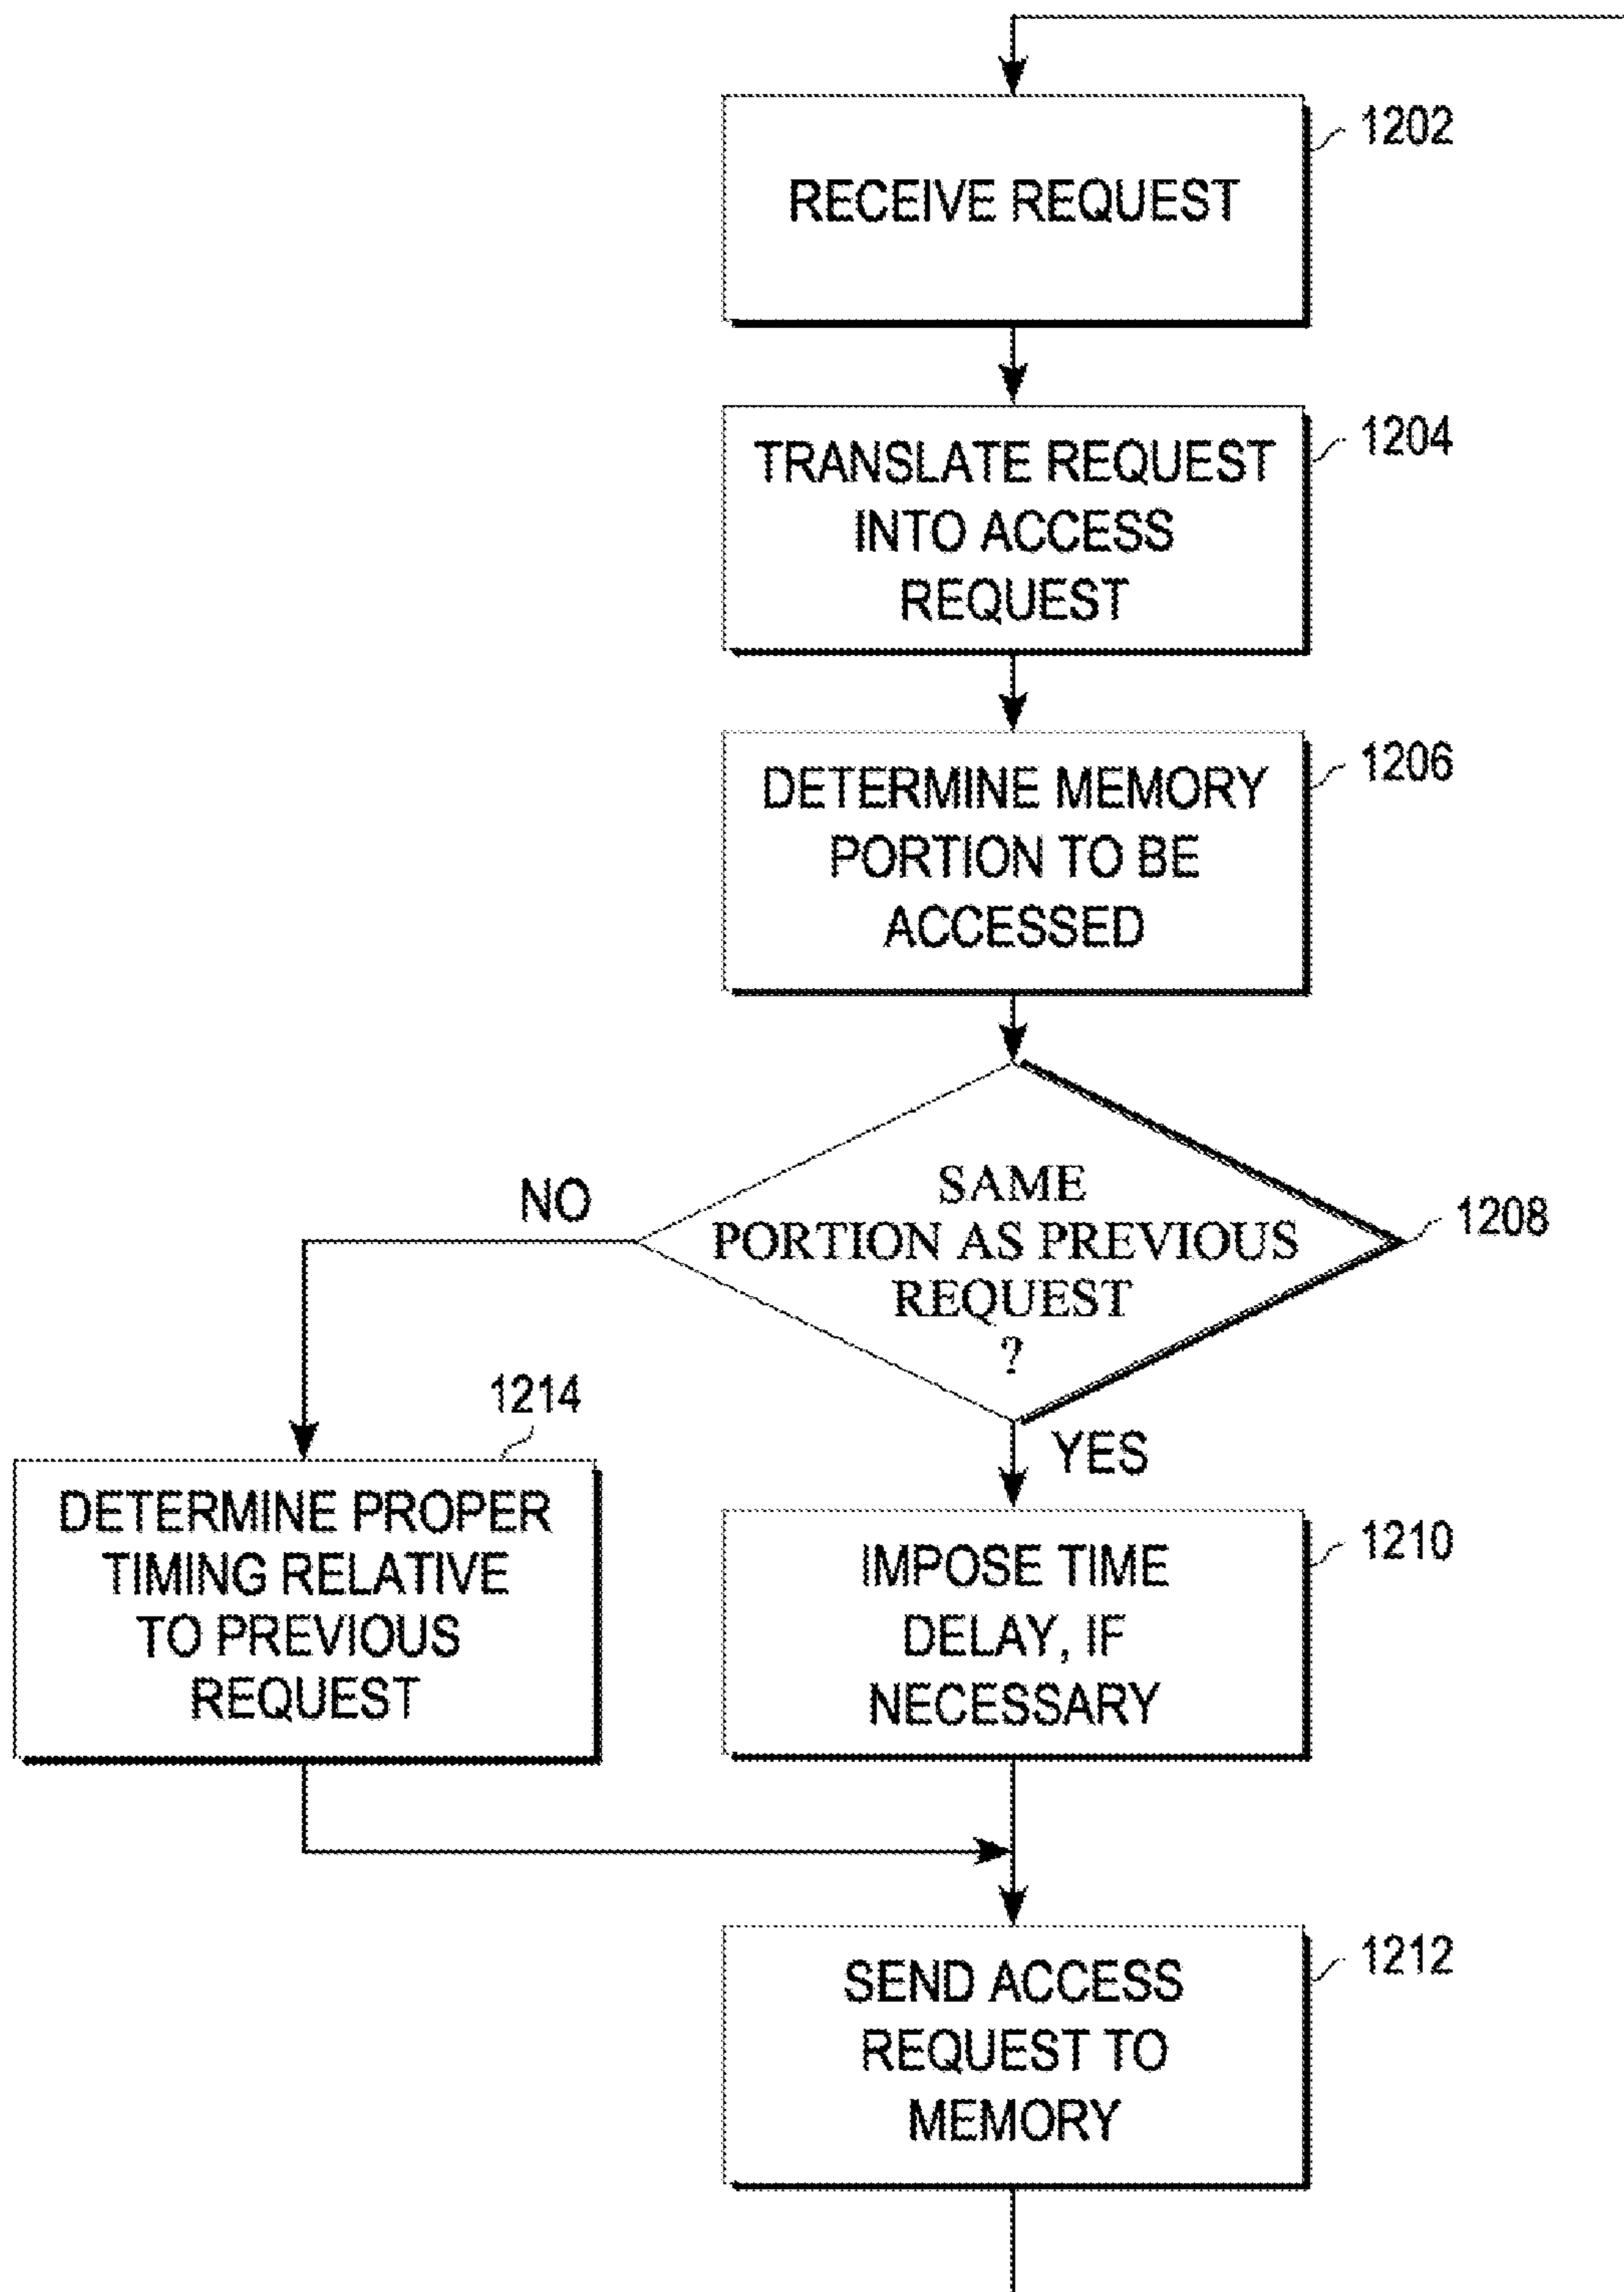 1202
RECEIVE REQUEST
1204
TRANSLATE REQUEST
INTO ACCESS
REQUEST
1206
DETERMINE MEMORY
PORTION TO BE
ACCESSED
NO
SAME
PORTION AS PREVIOUS
REQUEST
?
1208
YES
1214
DETERMINE PROPER
TIMING RELATIVE
TO PREVIOUS
REQUEST
1210
IMPOSE TIME
DELAY, IF
NECESSARY
1212
SEND ACCESS
REQUEST TO
MEMORY